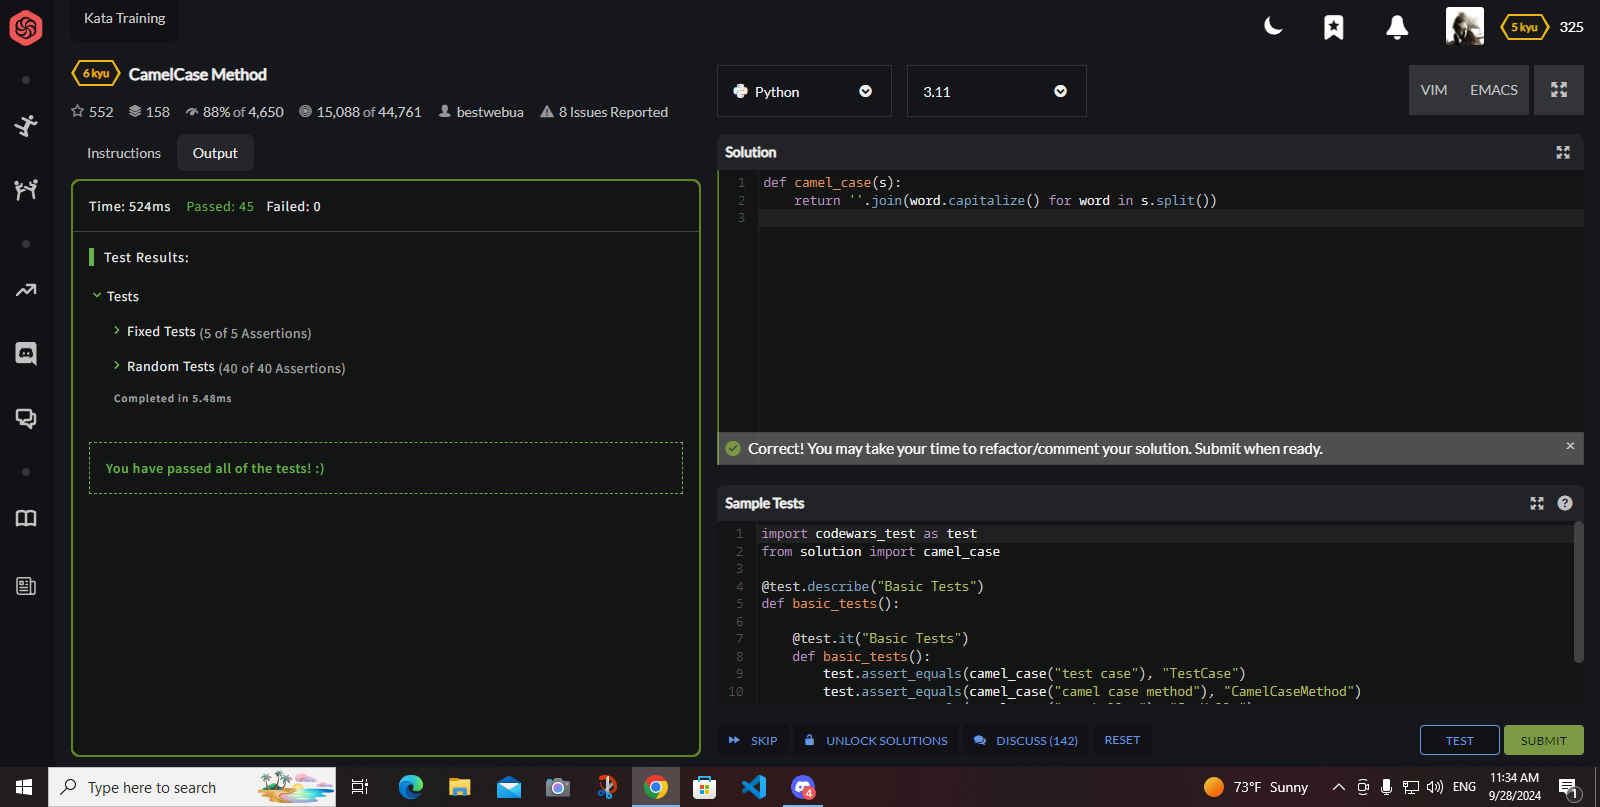 Kata Training
5 kyu 325
6 kyu CamelCase Method
552 158 88% of 4,650 15,088 of 44,761 bestwebua 8 Issues Reported
Instructions Output
Time: 524ms Passed: 45 Failed: 0
Test Results:
Tests
Fixed Tests (5 of 5 Assertions)
Random Tests (40 of 40 Assertions)
Completed in 5.48ms
You have passed all of the tests! :)
Python 3.11 VIM EMACS
Solution
1 def camel_case(s):
2 return ''.join(word.capitalize() for word in s.split())
3
Correct! You may take your time to refactor/comment your solution. Submit when ready.
Sample Tests
1 import codewars_test as test
2 from solution import camel_case
3
4 @test.describe("Basic Tests")
5 def basic_tests():
6
7 @test.it("Basic Tests")
8 def basic_tests():
9 test.assert_equals(camel_case("test case"), "TestCase")
10 test.assert_equals(camel_case("camel case method"), "CamelCaseMethod")
SKIP UNLOCK SOLUTIONS DISCUSS (142) RESET TEST SUBMIT
Type here to search 4 73°F Sunny ENG 11:34 AM
9/28/2024 1